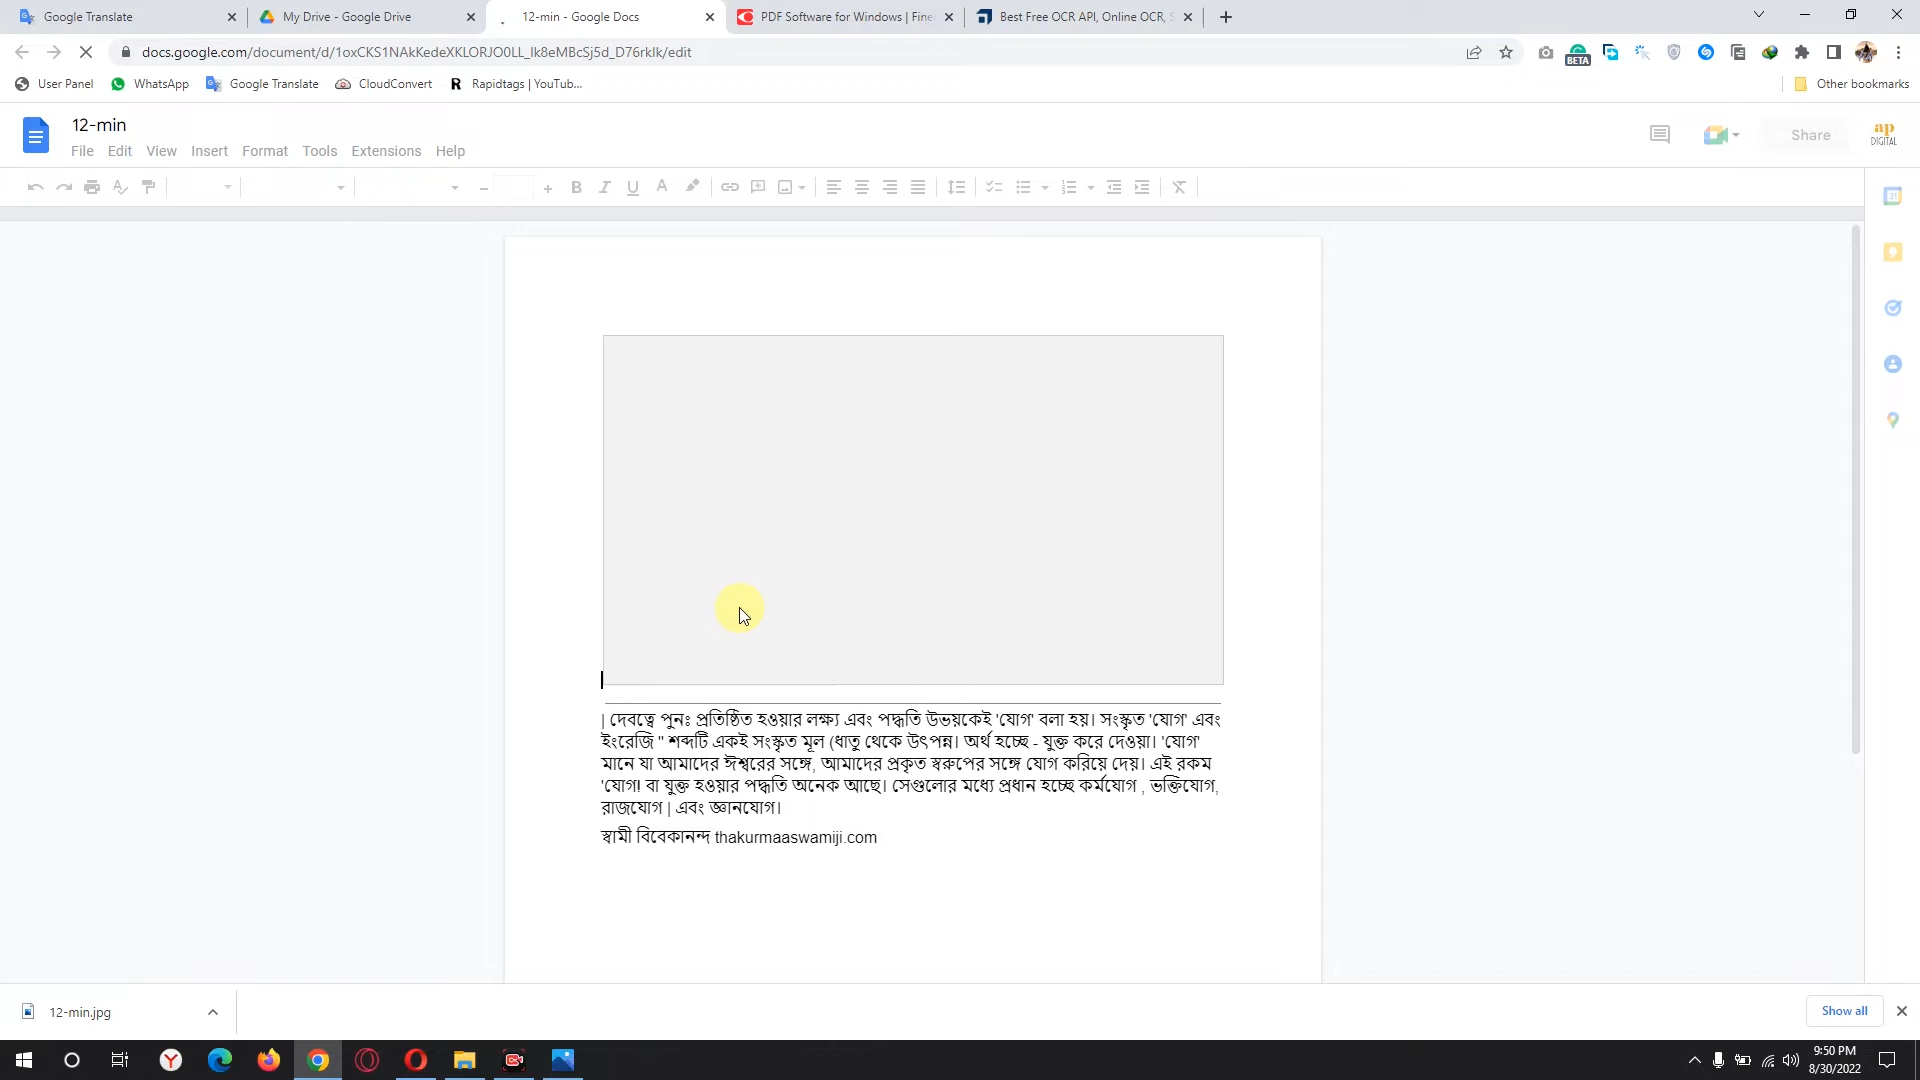 Google Translate
My Drive - Google Drive
12-min - Google Docs
PDF Software for Windows | Fine
Best Free OCR API, Online OCR, S
docs.google.com/document/d/1oxCKS1NAkKedeXKLORJO0LL_Ik8eMBcSj5d_D76rkIk/edit
BETA
User Panel
WhatsApp
Google Translate
CloudConvert
R Rapidtags | YouTub...
Other bookmarks
12-min
File Edit View Insert Format Tools Extensions Help
Share
ap
DIGITAL
31
| দেবত্বে পুনঃ প্রতিষ্ঠিত হওয়ার লক্ষ্য এবং পদ্ধতি উভয়কেই 'যোগ' বলা হয়। সংস্কৃত 'যোগ' এবং
ইংরেজি " শব্দটি একই সংস্কৃত মূল (ধাতু থেকে উৎপন্ন। অর্থ হচ্ছে - যুক্ত করে দেওয়া। 'যোগ'
মানে যা আমাদের ঈশ্বরের সঙ্গে, আমাদের প্রকৃত স্বরুপের সঙ্গে যোগ করিয়ে দেয়। এই রকম
'যোগ! বা যুক্ত হওয়ার পদ্ধতি অনেক আছে। সেগুলোর মধ্যে প্রধান হচ্ছে কর্মযোগ , ভক্তিযোগ,
রাজযোগ | এবং জ্ঞানযোগ।
স্বামী বিবেকানন্দ thakurmaaswamiji.com
12-min.jpg
Show all
9:50 PM
8/30/2022